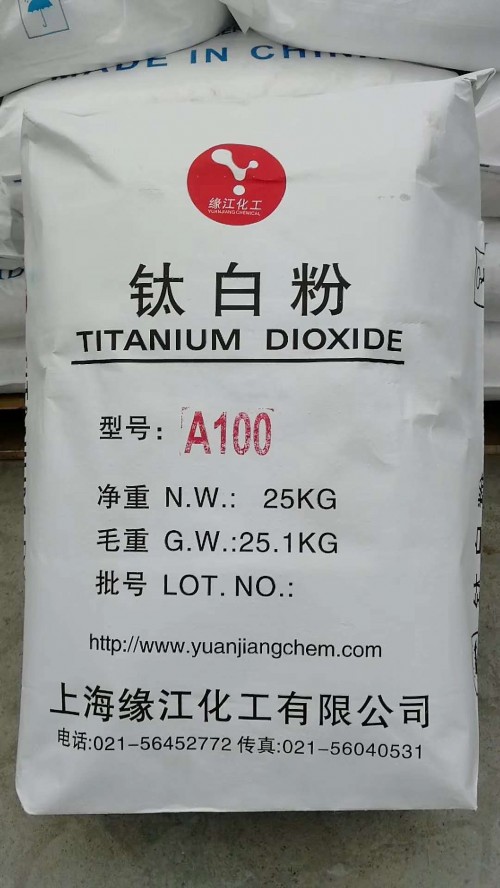 MADE IN CHINA
缘江化工
YUANJIANG CHEMICAL
钛白粉
TITANIUM DIOXIDE
型号: A100
净重 N.W.: 25KG
毛重 G.W.:25.1KG
批号 LOT. NO.:
http://www.yuanjiangchem.com
上海缘江化工有限公司
电话:021-56452772 传真:021-56040531